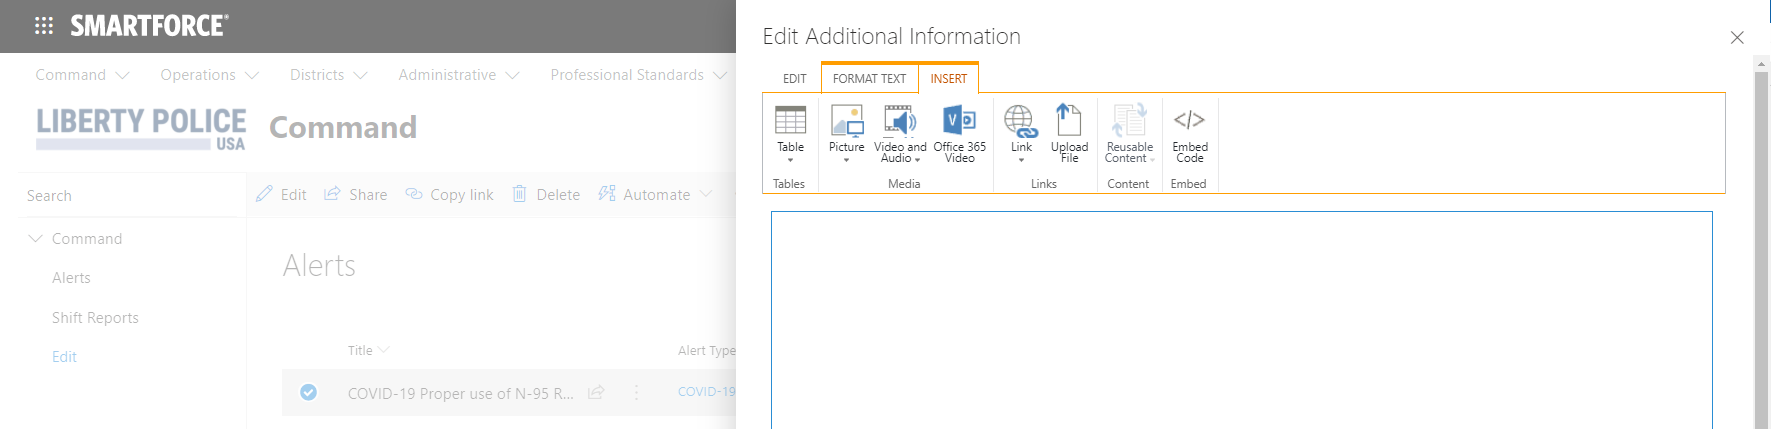 SMARTFORCE®
Command Operations Districts Administrative Professional Standards
LIBERTY POLICE
USA
Command
Search
Edit Share Copy link Delete Automate
Command
Alerts
Shift Reports
Edit
Alerts
Title Alert Type
COVID-19 Proper use of N-95 R... COVID-19
Edit Additional Information
EDIT FORMAT TEXT INSERT
Table
Picture
Video and
Audio
Office 365
Video
Link
Upload
File
Reusable
Content
Embed
Code
Tables Media Links Content Embed